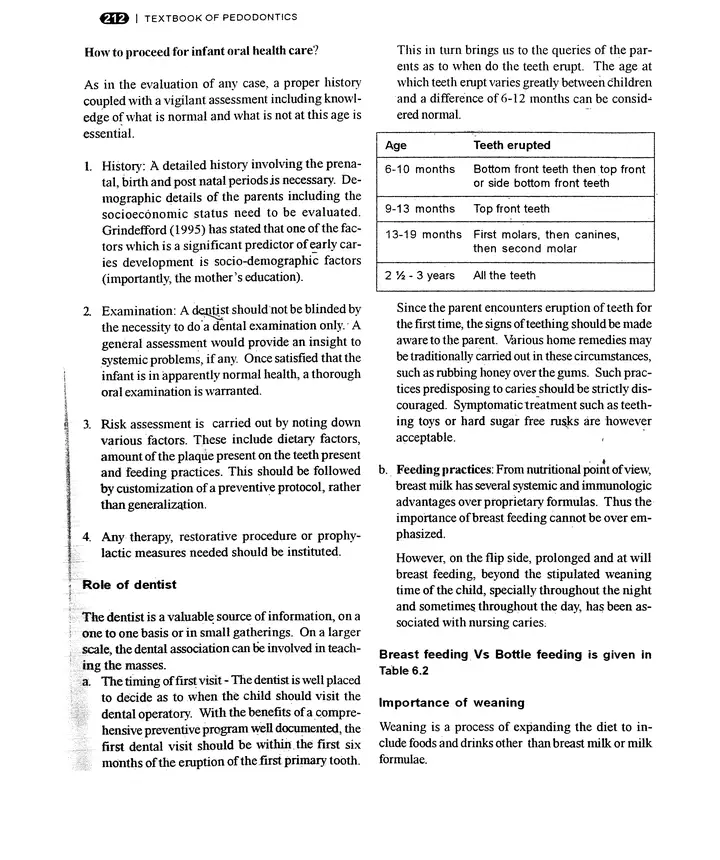 212 | TEXTBOOK OF PEDODONTICS
How to proceed for infant oral health care?
As in the evaluation of any case, a proper history
coupled with a vigilant assessment including knowl-
edge of what is normal and what is not at this age is
essential.
1. History: A detailed history involving the prena-
tal, birth and post natal periods is necessary. De-
mographic details of the parents including the
socioeconomic status need to be evaluated.
Grindefford (1995) has stated that one of the fac-
tors which is a significant predictor of early car-
ies development is socio-demographic factors
(importantly, the mother's education).
2. Examination: A dentist should not be blinded by
the necessity to do a dental examination only. A
general assessment would provide an insight to
systemic problems, if any. Once satisfied that the
infant is in apparently normal health, a thorough
oral examination is warranted.
3. Risk assessment is carried out by noting down
various factors. These include dietary factors,
amount of the plaque present on the teeth present
and feeding practices. This should be followed
by customization of a preventive protocol, rather
than generalization.
4. Any therapy, restorative procedure or prophy-
lactic measures needed should be instituted.
Role of dentist
The dentist is a valuable source of information, on a
one to one basis or in small gatherings. On a larger
scale, the dental association can be involved in teach-
ing the masses.
a. The timing of first visit - The dentist is well placed
to decide as to when the child should visit the
dental operatory. With the benefits of a compre-
hensive preventive program well documented, the
first dental visit should be within the first six
months of the eruption of the first primary tooth.
This in turn brings us to the queries of the par-
ents as to when do the teeth erupt. The age at
which teeth erupt varies greatly between children
and a difference of 6-12 months can be consid-
ered normal.
Age Teeth erupted
6-10 months Bottom front teeth then top front
or side bottom front teeth
9-13 months Top front teeth
13-19 months First molars, then canines,
then second molar
2 ½ - 3 years All the teeth
Since the parent encounters eruption of teeth for
the first time, the signs of teething should be made
aware to the parent. Various home remedies may
be traditionally carried out in these circumstances,
such as rubbing honey over the gums. Such prac-
tices predisposing to caries should be strictly dis-
couraged. Symptomatic treatment such as teeth-
ing toys or hard sugar free rusks are however
acceptable.
b. Feeding practices: From nutritional point of view,
breast milk has several systemic and immunologic
advantages over proprietary formulas. Thus the
importance of breast feeding cannot be over em-
phasized.
However, on the flip side, prolonged and at will
breast feeding, beyond the stipulated weaning
time of the child, specially throughout the night
and sometimes throughout the day, has been as-
sociated with nursing caries.
Breast feeding Vs Bottle feeding is given in
Table 6.2
Importance of weaning
Weaning is a process of expanding the diet to in-
clude foods and drinks other than breast milk or milk
formulae.